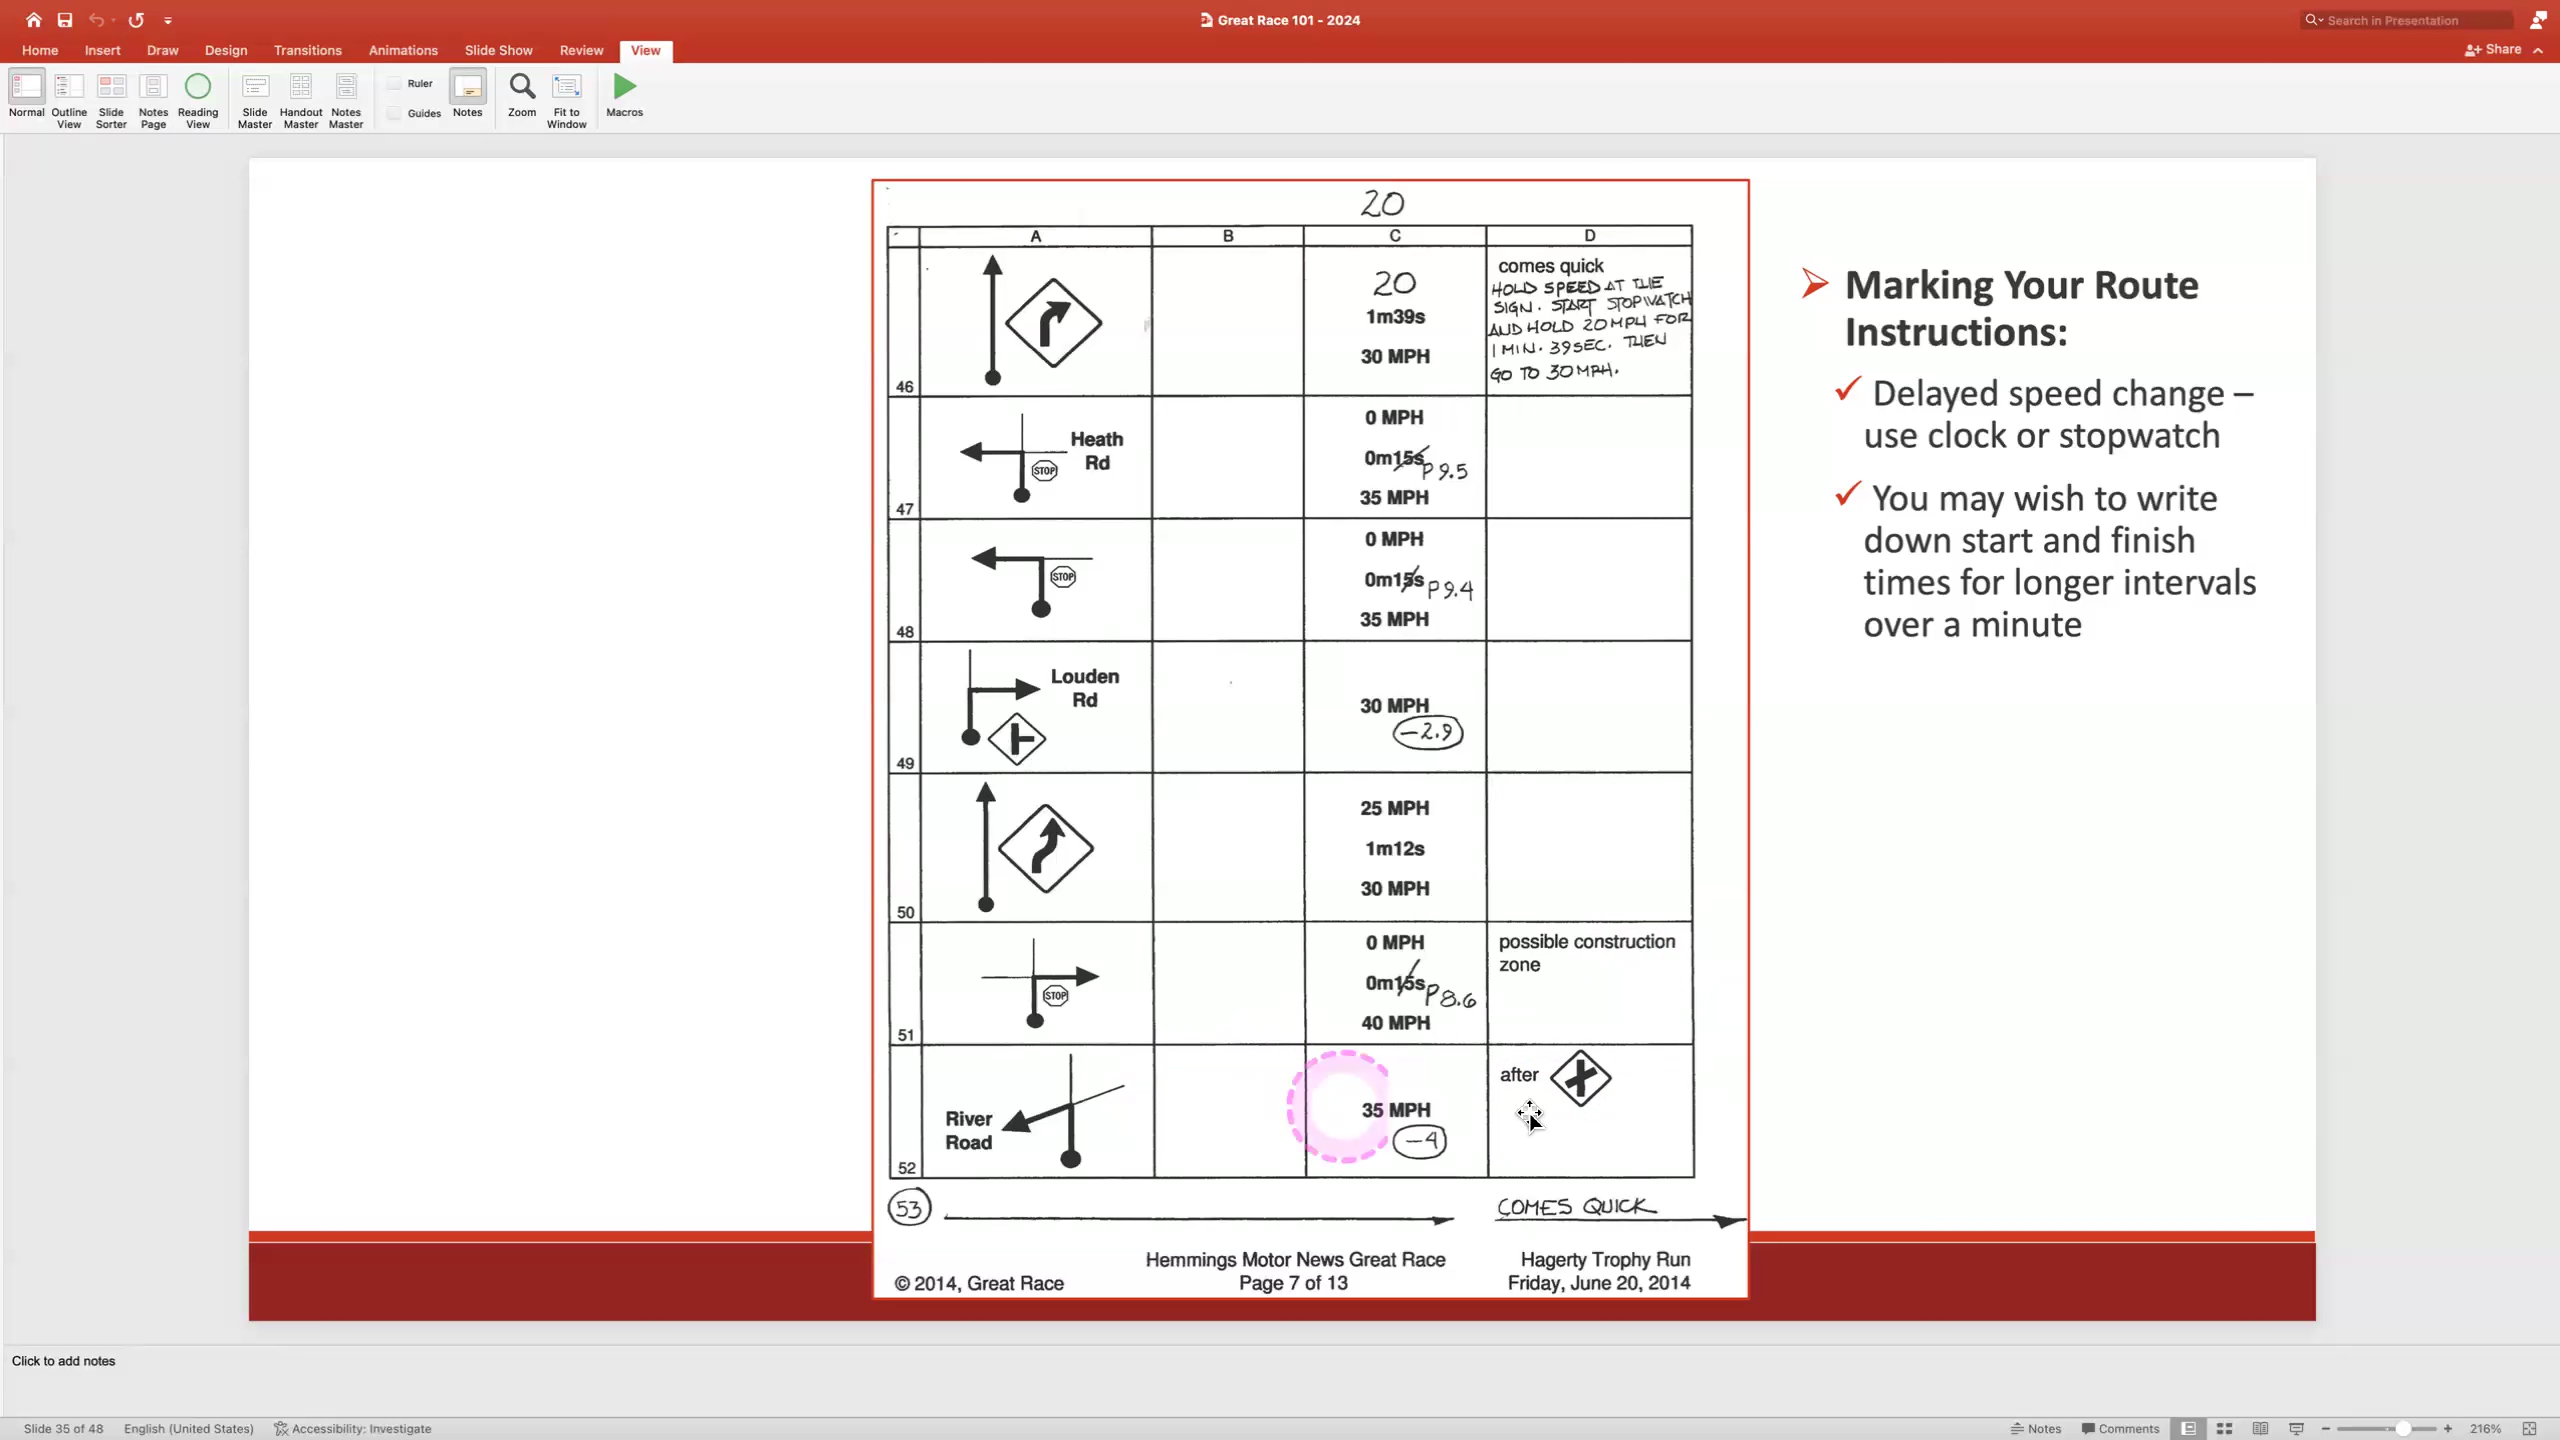 Great Race 101 - 2024
Search in Presentation
Home Insert Draw Design Transitions Animations Slide Show Review View
Share
Normal
Outline View
Slide Sorter
Notes Page
Reading View
Slide Master
Handout Master
Notes Master
Ruler
Guides
Notes
Zoom
Fit to Window
Macros
20
A B C D
46
20
1m39s
30 MPH
comes quick
HOLD SPEED AT THE
SIGN. START STOPWATCH
AND HOLD 20 MPH FOR
1 MIN. 39 SEC. THEN
GO TO 30 MPH.
47
STOP
Heath
Rd
0 MPH
0m15s P 9.5
35 MPH
48
STOP
0 MPH
0m15s P 9.4
35 MPH
49
Louden
Rd
30 MPH
-2.9
50
25 MPH
1m12s
30 MPH
51
STOP
0 MPH
0m15s P 8.6
40 MPH
possible construction
zone
52
River
Road
35 MPH
-4
after
53
COMES QUICK
© 2014, Great Race
Hemmings Motor News Great Race
Page 7 of 13
Hagerty Trophy Run
Friday, June 20, 2014
Marking Your Route
Instructions:
Delayed speed change –
use clock or stopwatch
You may wish to write
down start and finish
times for longer intervals
over a minute
Click to add notes
Slide 35 of 48 English (United States) Accessibility: Investigate Notes Comments 216%